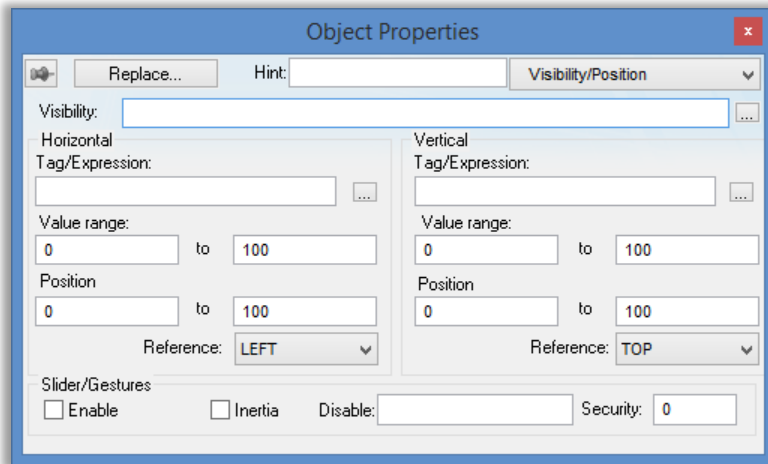 Object Properties x
Replace... Hint: Visibility/Position
Visibility: ...
Horizontal Vertical
Tag/Expression: Tag/Expression:
... ...
Value range: Value range:
0 to 100 0 to 100
Position Position
0 to 100 0 to 100
Reference: LEFT Reference: TOP
Slider/Gestures
Enable Inertia Disable: Security: 0